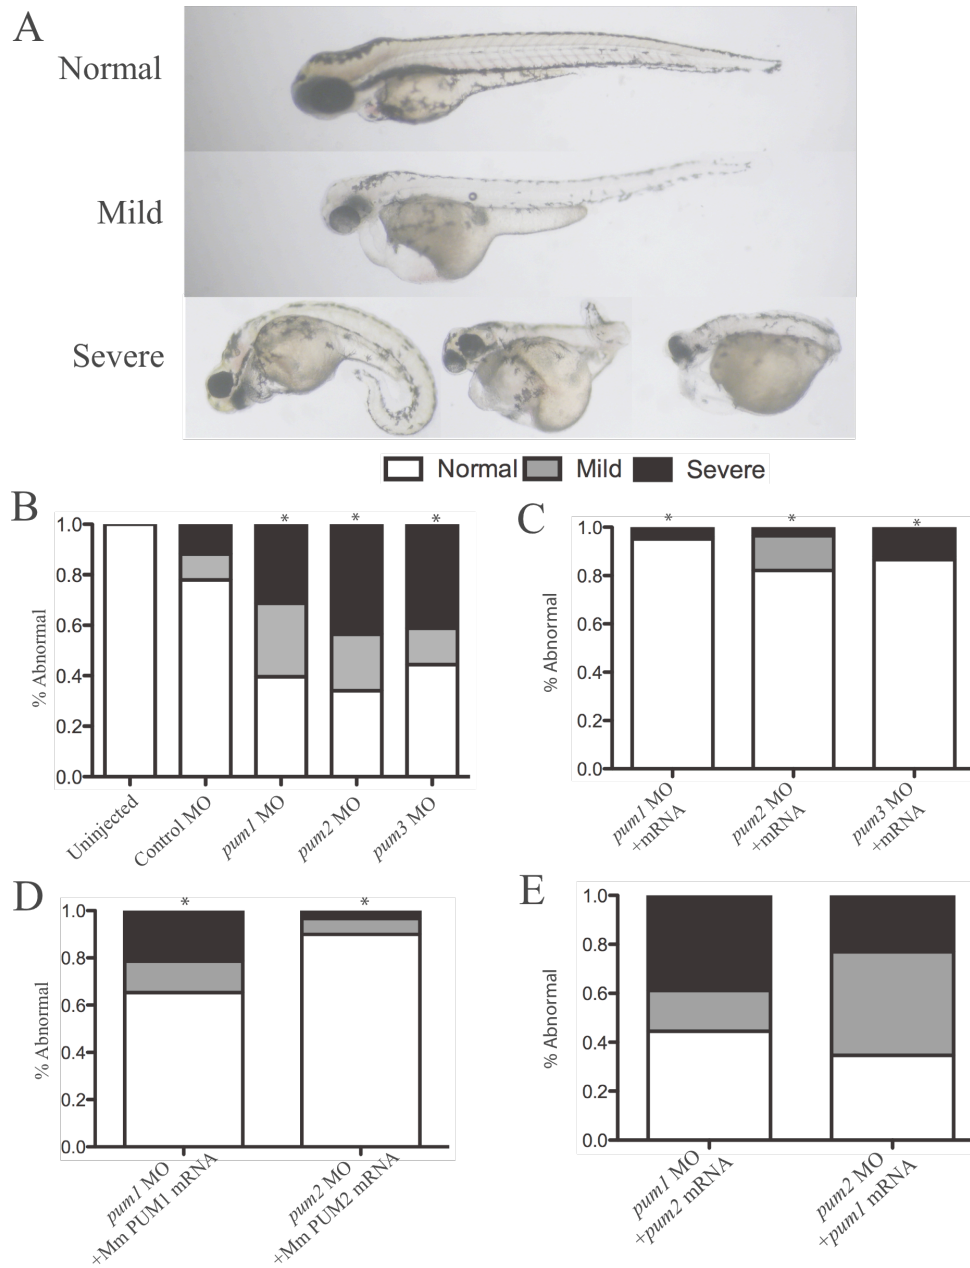 A
Normal
Mild
Severe
Normal Mild Severe
B
% Abnormal
1.0
0.8
0.6
0.4
0.2
0.0
* * *
Uninjected
Control MO
pum1 MO
pum2 MO
pum3 MO
C
% Abnormal
1.0
0.8
0.6
0.4
0.2
0.0
* * *
pum1 MO
+mRNA
pum2 MO
+mRNA
pum3 MO
+mRNA
D
% Abnormal
1.0
0.8
0.6
0.4
0.2
0.0
* *
pum1 MO
+Mm PUM1 mRNA
pum2 MO
+Mm PUM2 mRNA
E
% Abnormal
1.0
0.8
0.6
0.4
0.2
0.0
pum1 MO
+pum2 mRNA
pum2 MO
+pum1 mRNA